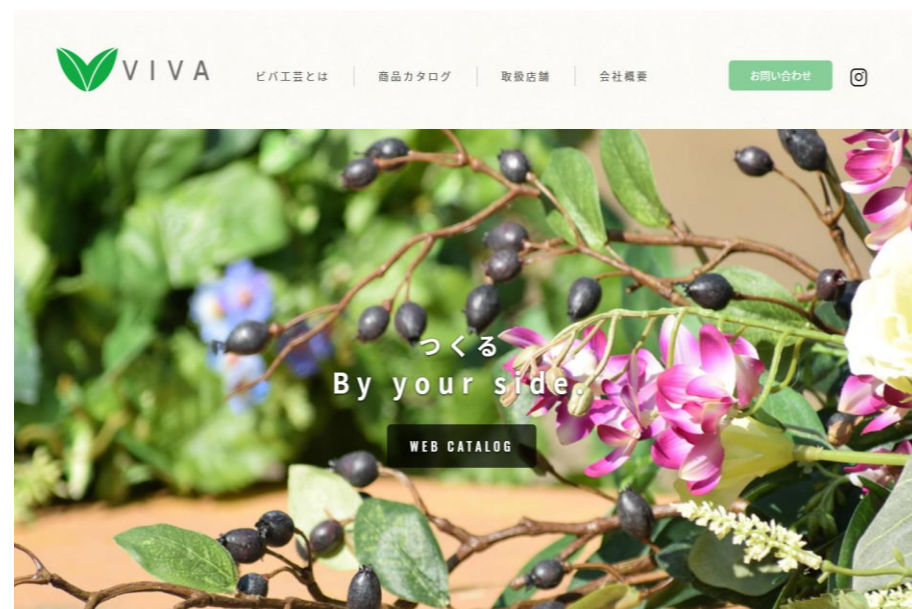 VIVA
ビバ工芸とは
商品カタログ
取扱店舗
会社概要
お問い合わせ
つくる
By your side.
WEB CATALOG